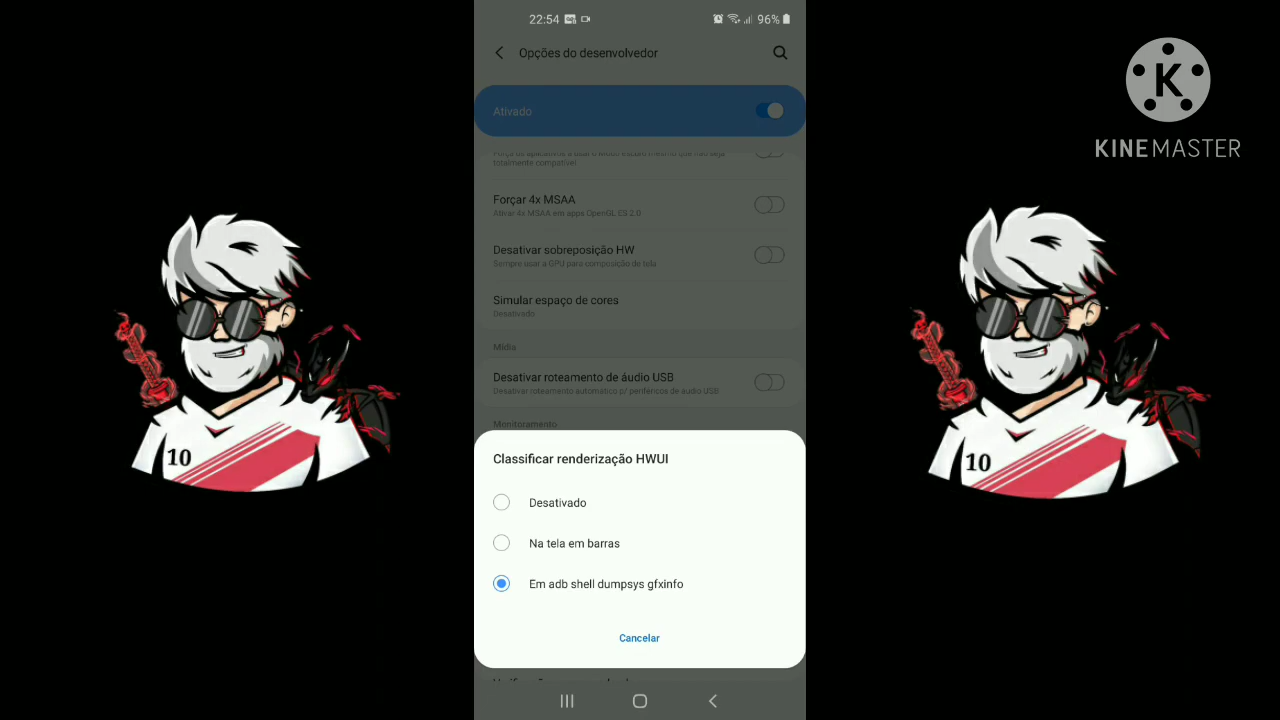 22:54
96%
Opções do desenvolvedor
Ativado
totalmente compatível
Forçar 4x MSAA
Ativar 4x MSAA em apps OpenGL ES 2.0
Desativar sobreposição HW
Sempre usar a GPU para composição de tela
Simular espaço de cores
Desativado
Mídia
Desativar roteamento de áudio USB
Desativar roteamento automático p/ periféricos de áudio USB
Monitoramento
Classificar renderização HWUI
Desativado
Na tela em barras
Em adb shell dumpsys gfxinfo
Cancelar
K
KINEMASTER
10
10